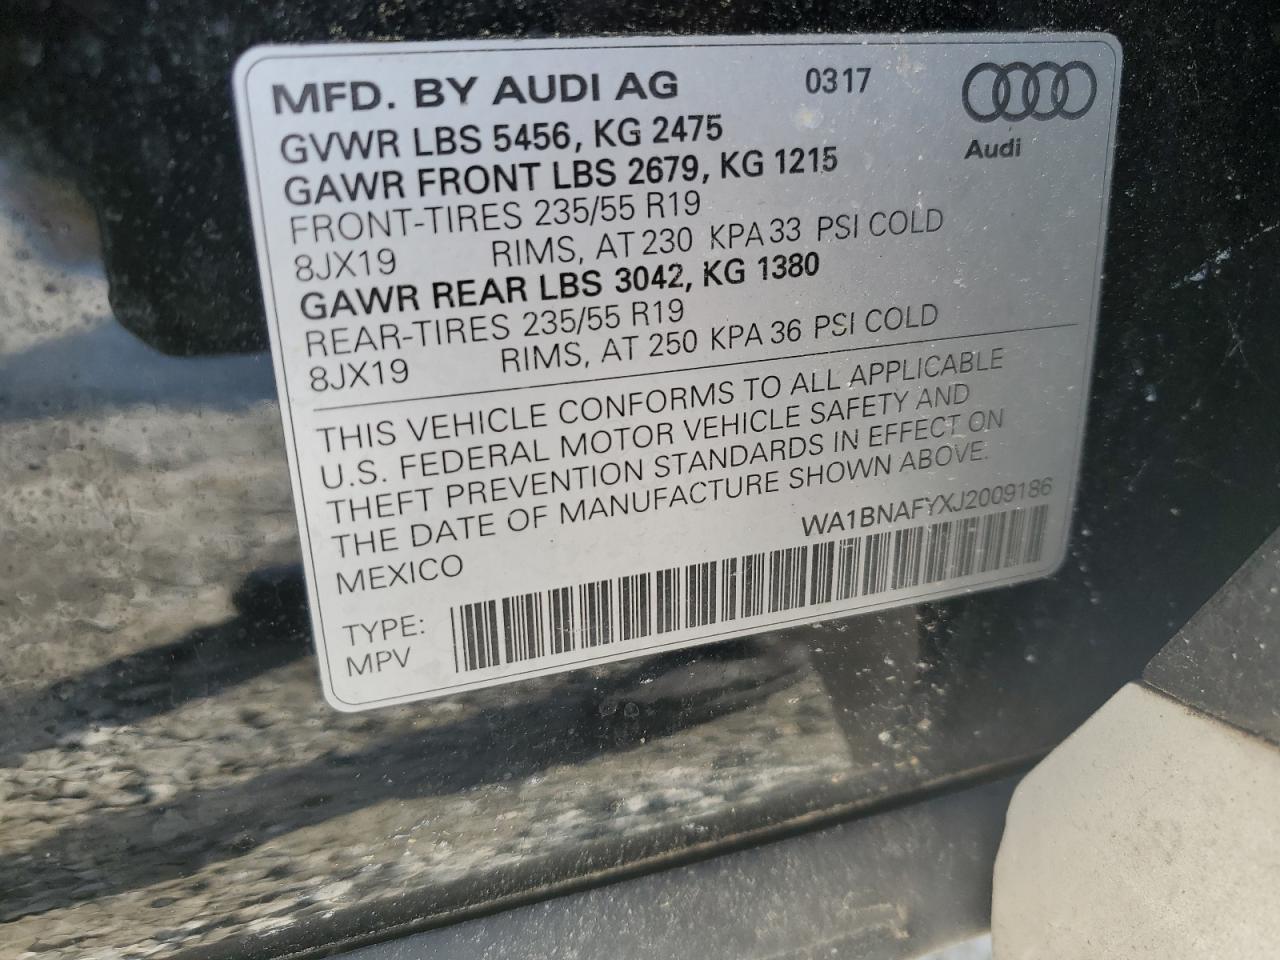 MFD. BY AUDI AG 0317
Audi
GVWR LBS 5456, KG 2475
GAWR FRONT LBS 2679, KG 1215
FRONT-TIRES 235/55 R19
8JX19 RIMS, AT 230 KPA 33 PSI COLD
GAWR REAR LBS 3042, KG 1380
REAR-TIRES 235/55 R19
8JX19 RIMS, AT 250 KPA 36 PSI COLD
THIS VEHICLE CONFORMS TO ALL APPLICABLE
U.S. FEDERAL MOTOR VEHICLE SAFETY AND
THEFT PREVENTION STANDARDS IN EFFECT ON
THE DATE OF MANUFACTURE SHOWN ABOVE.
MEXICO WA1BNAFYXJ2009186
TYPE:
MPV